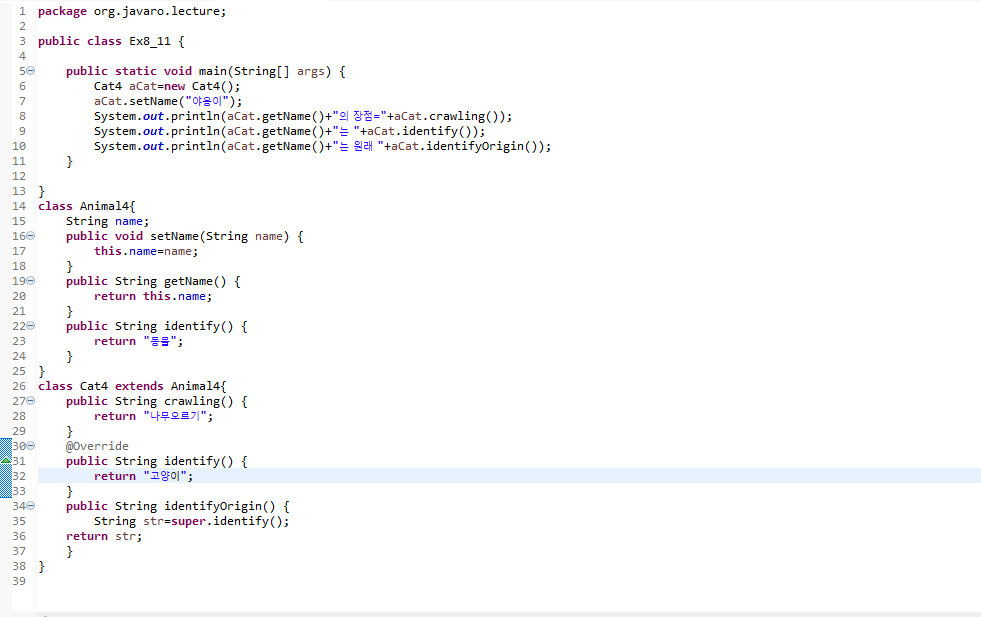 1 package org.javaro.lecture;
2
3 public class Ex8_11 {
4
5 public static void main(String[] args) {
6 Cat4 aCat=new Cat4();
7 aCat.setName("야옹이");
8 System.out.println(aCat.getName()+"의 장점="+aCat.crawling());
9 System.out.println(aCat.getName()+"는 "+aCat.identify());
10 System.out.println(aCat.getName()+"는 원래 "+aCat.identifyOrigin());
11 }
12
13 }
14 class Animal4{
15 String name;
16 public void setName(String name) {
17 this.name=name;
18 }
19 public String getName() {
20 return this.name;
21 }
22 public String identify() {
23 return "동물";
24 }
25 }
26 class Cat4 extends Animal4{
27 public String crawling() {
28 return "나무오르기";
29 }
30 @Override
31 public String identify() {
32 return "고양이";
33 }
34 public String identifyOrigin() {
35 String str=super.identify();
36 return str;
37 }
38 }
39